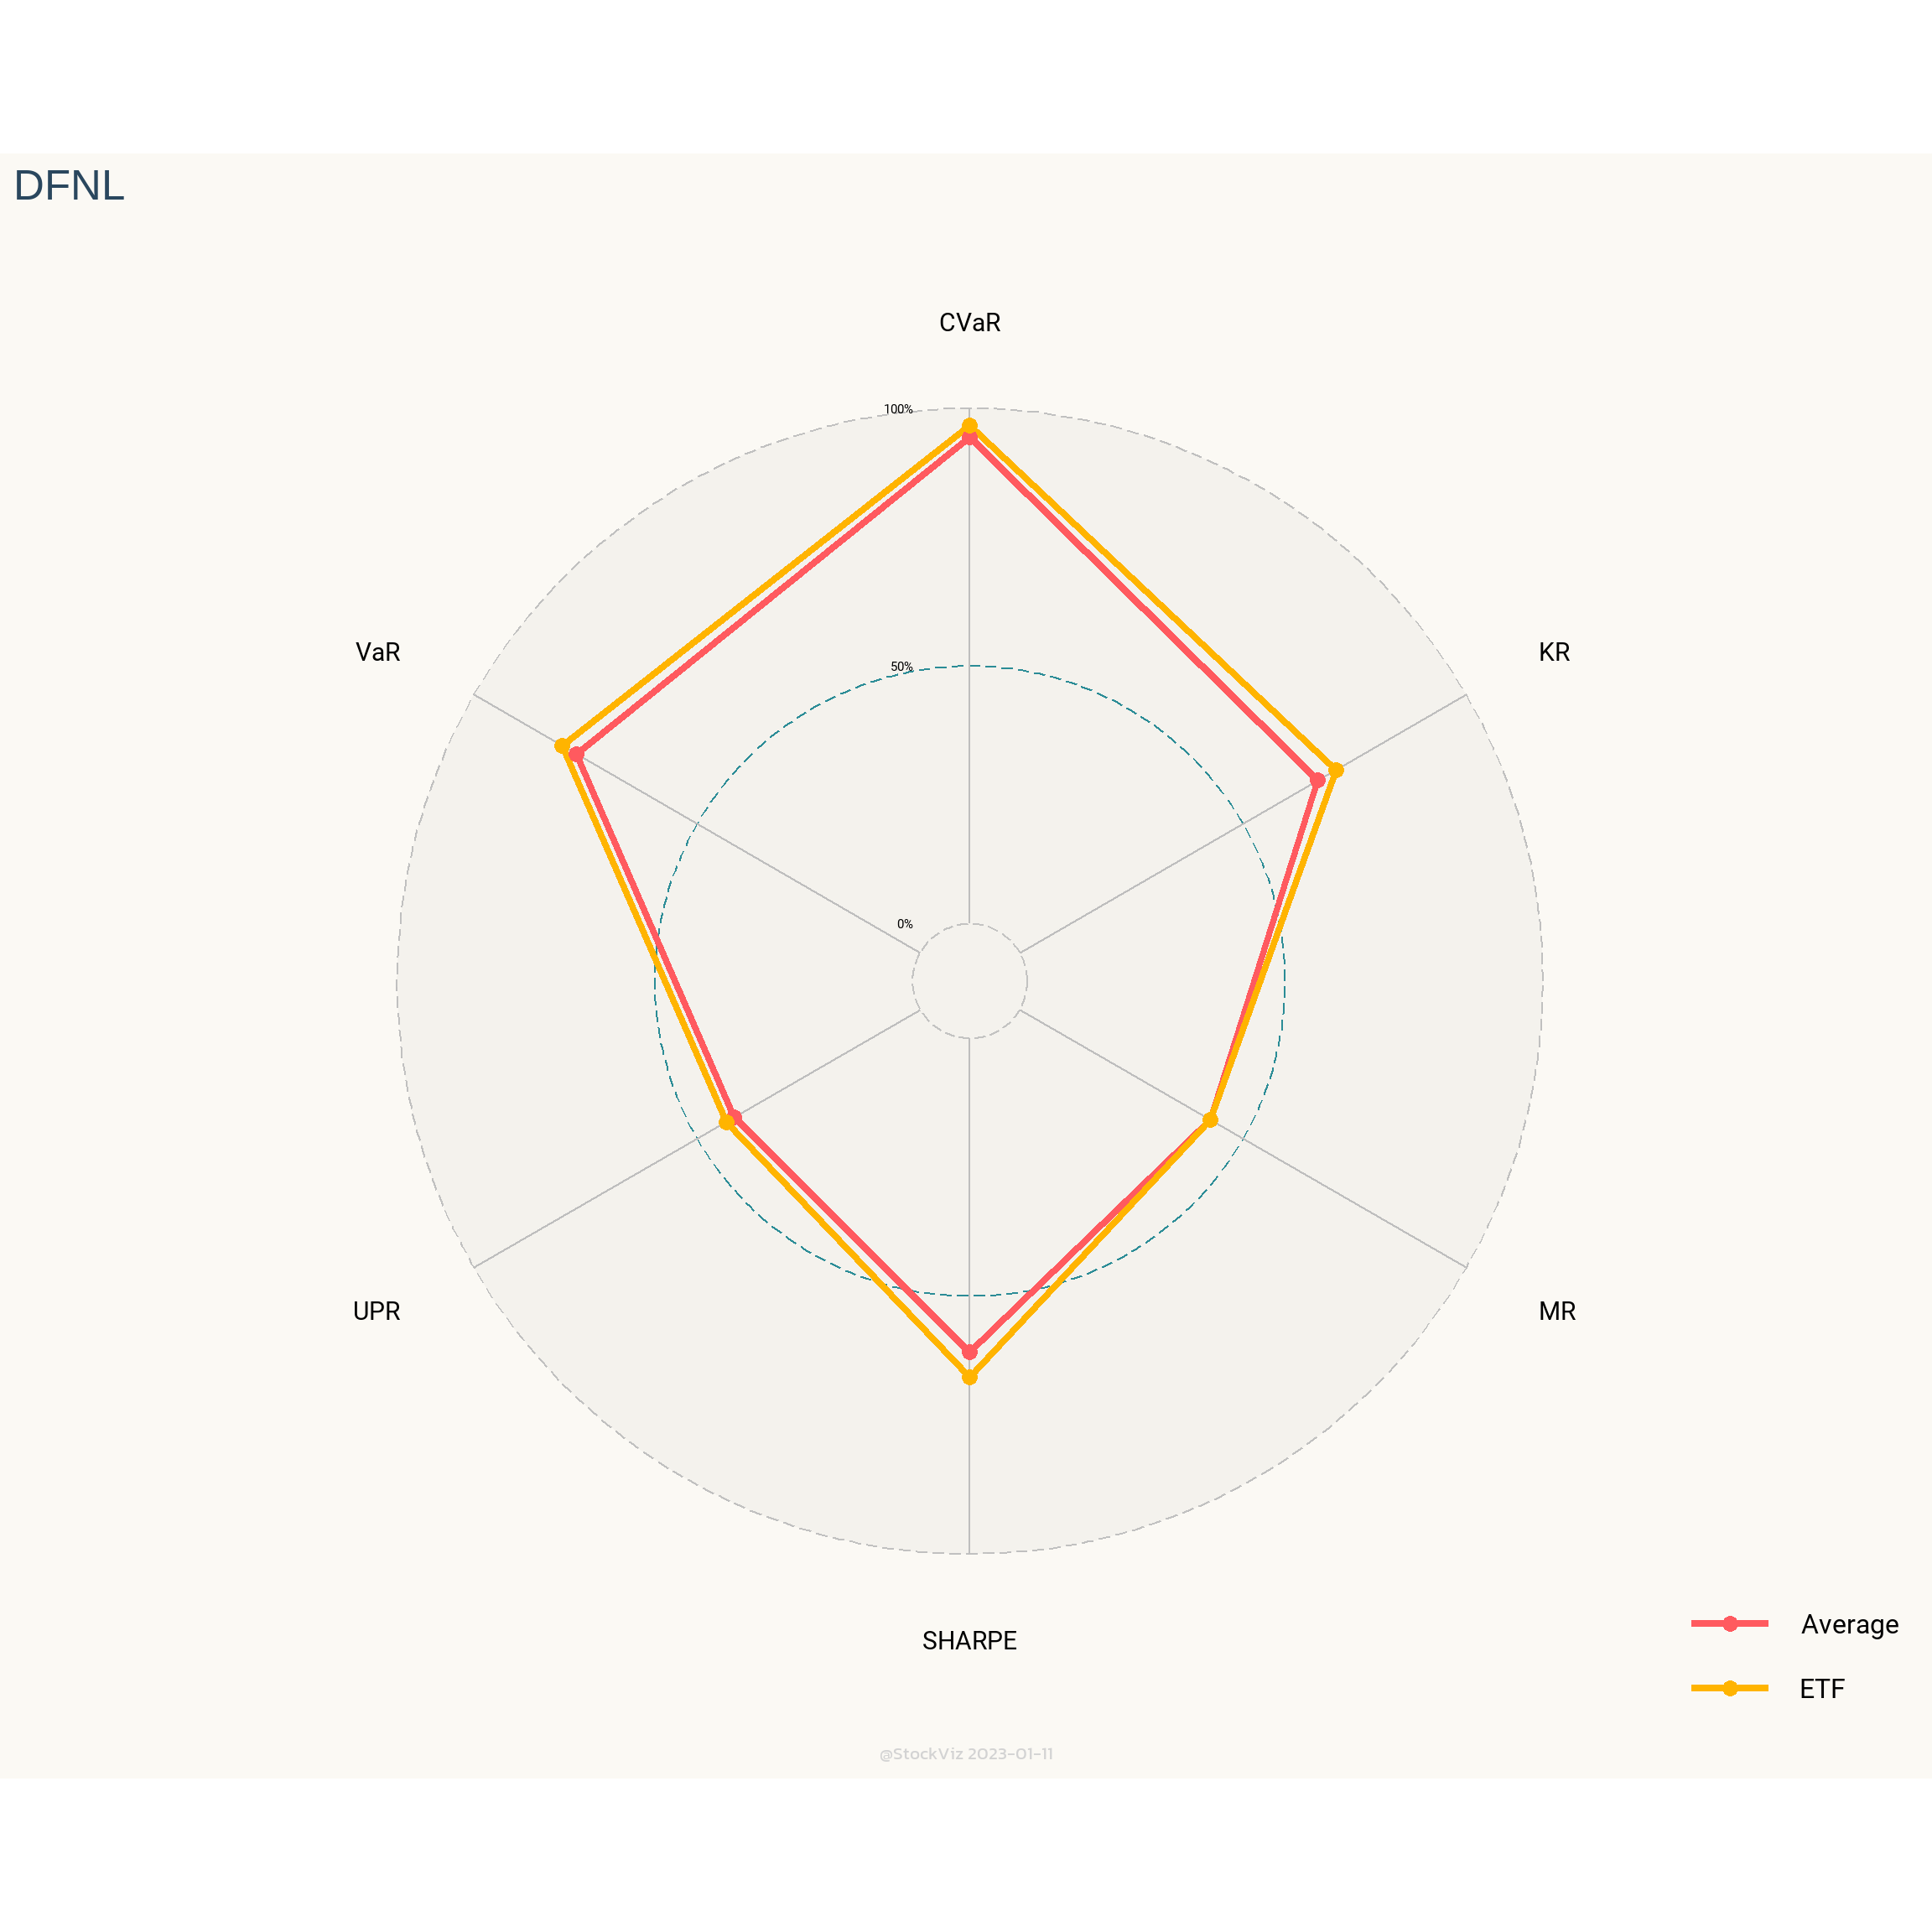 DFNL
CVaR
100%
VaR
KR
50%
0%
UPR
MR
SHARPE
Average
ETF
@StockViz 2023-01-11